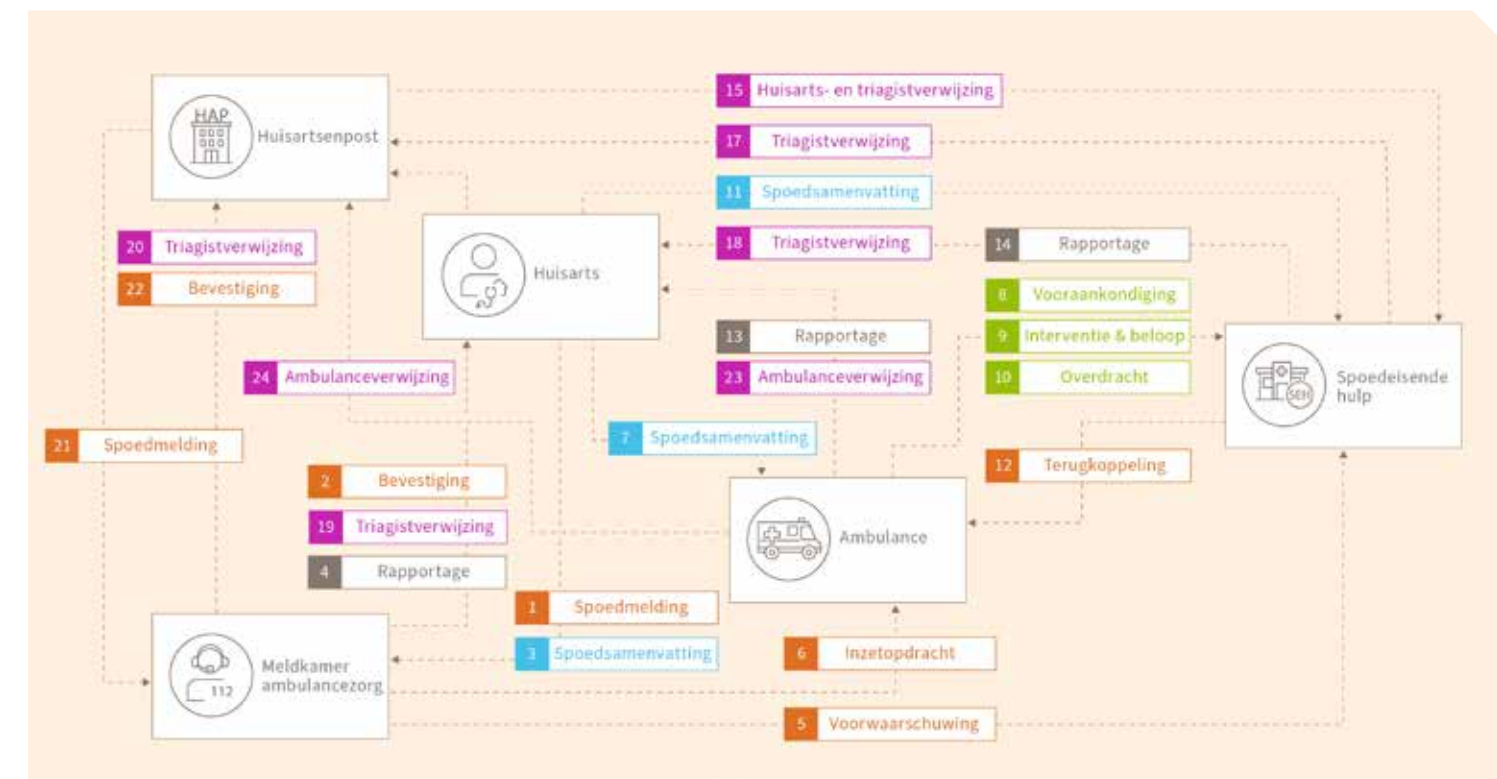 15 Huisarts- en triagistverwijzing
HAP
Huisartsenpost
17 Triagistverwijzing
11 Spoedsamenvatting
20 Triagistverwijzing
18 Triagistverwijzing
14 Rapportage
Huisarts
22 Bevestiging
8 Vooraankondiging
13 Rapportage
9 Interventie & beloop
24 Ambulanceverwijzing
23 Ambulanceverwijzing
10 Overdracht
SEH
Spoedeisende
hulp
21 Spoedmelding
7 Spoedsamenvatting
12 Terugkoppeling
2 Bevestiging
19 Triagistverwijzing
Ambulance
4 Rapportage
1 Spoedmelding
3 Spoedsamenvatting
6 Inzetopdracht
112
Meldkamer
ambulancezorg
5 Voorwaarschuwing